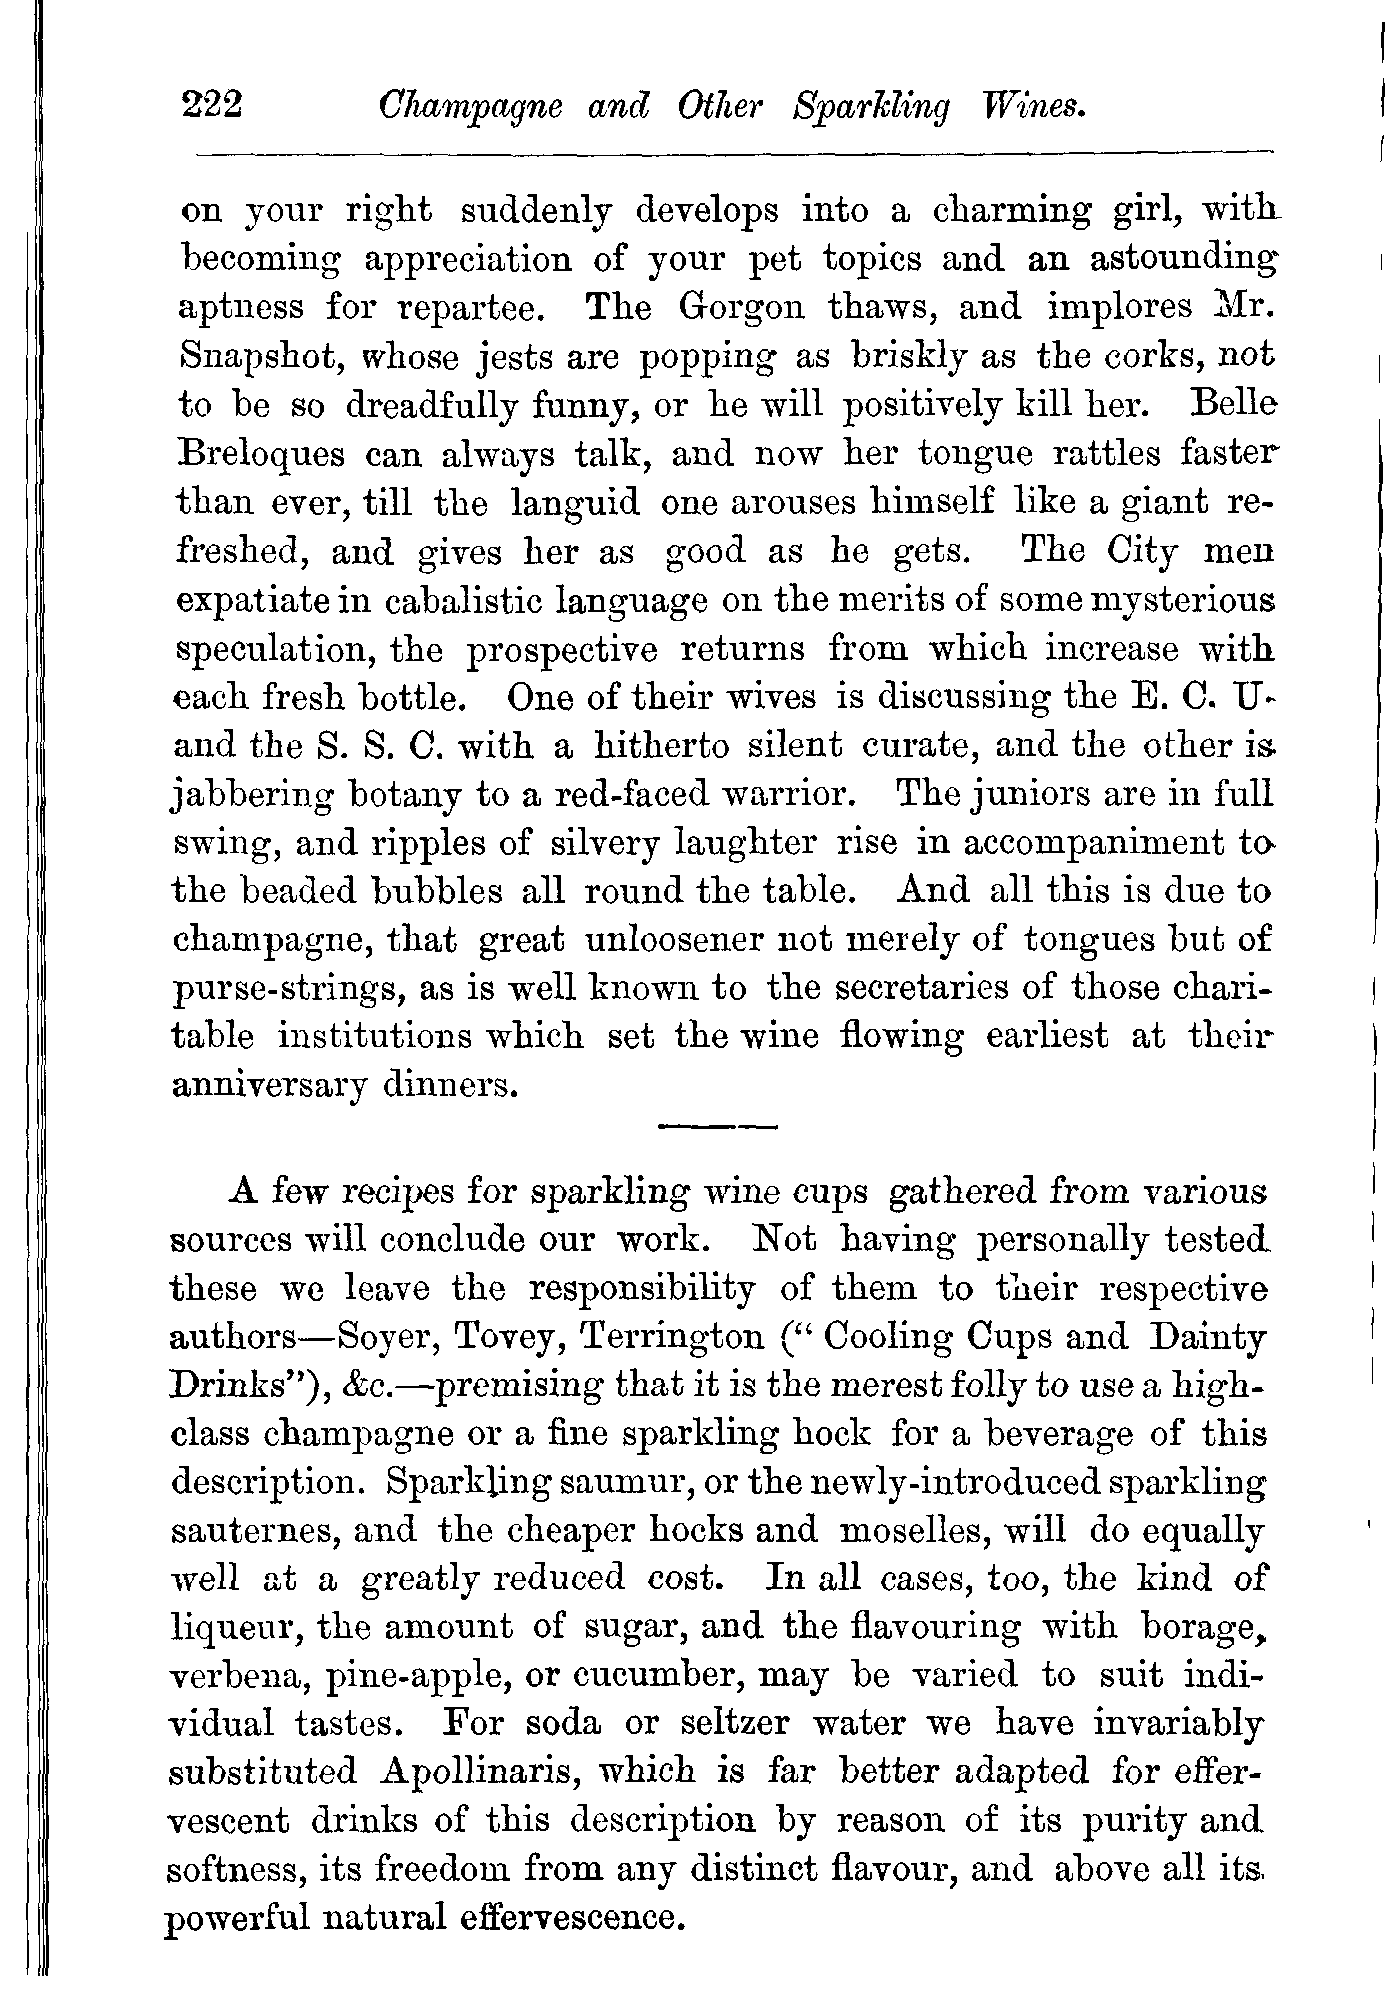 222 Champagne and Other Sparkling Wines.
on your right suddenly develops into a charming girl, with
becoming appreciation of your pet topics and an astounding
aptness for repartee. The Gorgon thaws, and implores Mr.
Snapshot, whose jests are popping as briskly as the corks, not
to be so dreadfully funny, or he will positively kill her. Belle
Breloques can always talk, and now her tongue rattles faster
than ever, till the languid one arouses himself like a giant re-
freshed, and gives her as good as he gets. The City men
expatiate in cabalistic language on the merits of some mysterious
speculation, the prospective returns from which increase with
each fresh bottle. One of their wives is discussing the E. C. U.
and the S. S. C. with a hitherto silent curate, and the other is
jabbering botany to a red-faced warrior. The juniors are in full
swing, and ripples of silvery laughter rise in accompaniment to
the beaded bubbles all round the table. And all this is due to
champagne, that great unloosener not merely of tongues but of
purse-strings, as is well known to the secretaries of those chari-
table institutions which set the wine flowing earliest at their
anniversary dinners.
A few recipes for sparkling wine cups gathered from various
sources will conclude our work. Not having personally tested
these we leave the responsibility of them to their respective
authors—Soyer, Tovey, Terrington (“ Cooling Cups and Dainty
Drinks”), &c.—premising that it is the merest folly to use a high-
class champagne or a fine sparkling hock for a beverage of this
description. Sparkling saumur, or the newly-introduced sparkling
sauternes, and the cheaper hocks and moselles, will do equally
well at a greatly reduced cost. In all cases, too, the kind of
liqueur, the amount of sugar, and the flavouring with borage,
verbena, pine-apple, or cucumber, may be varied to suit indi-
vidual tastes. For soda or seltzer water we have invariably
substituted Apollinaris, which is far better adapted for effer-
vescent drinks of this description by reason of its purity and
softness, its freedom from any distinct flavour, and above all its
powerful natural effervescence.